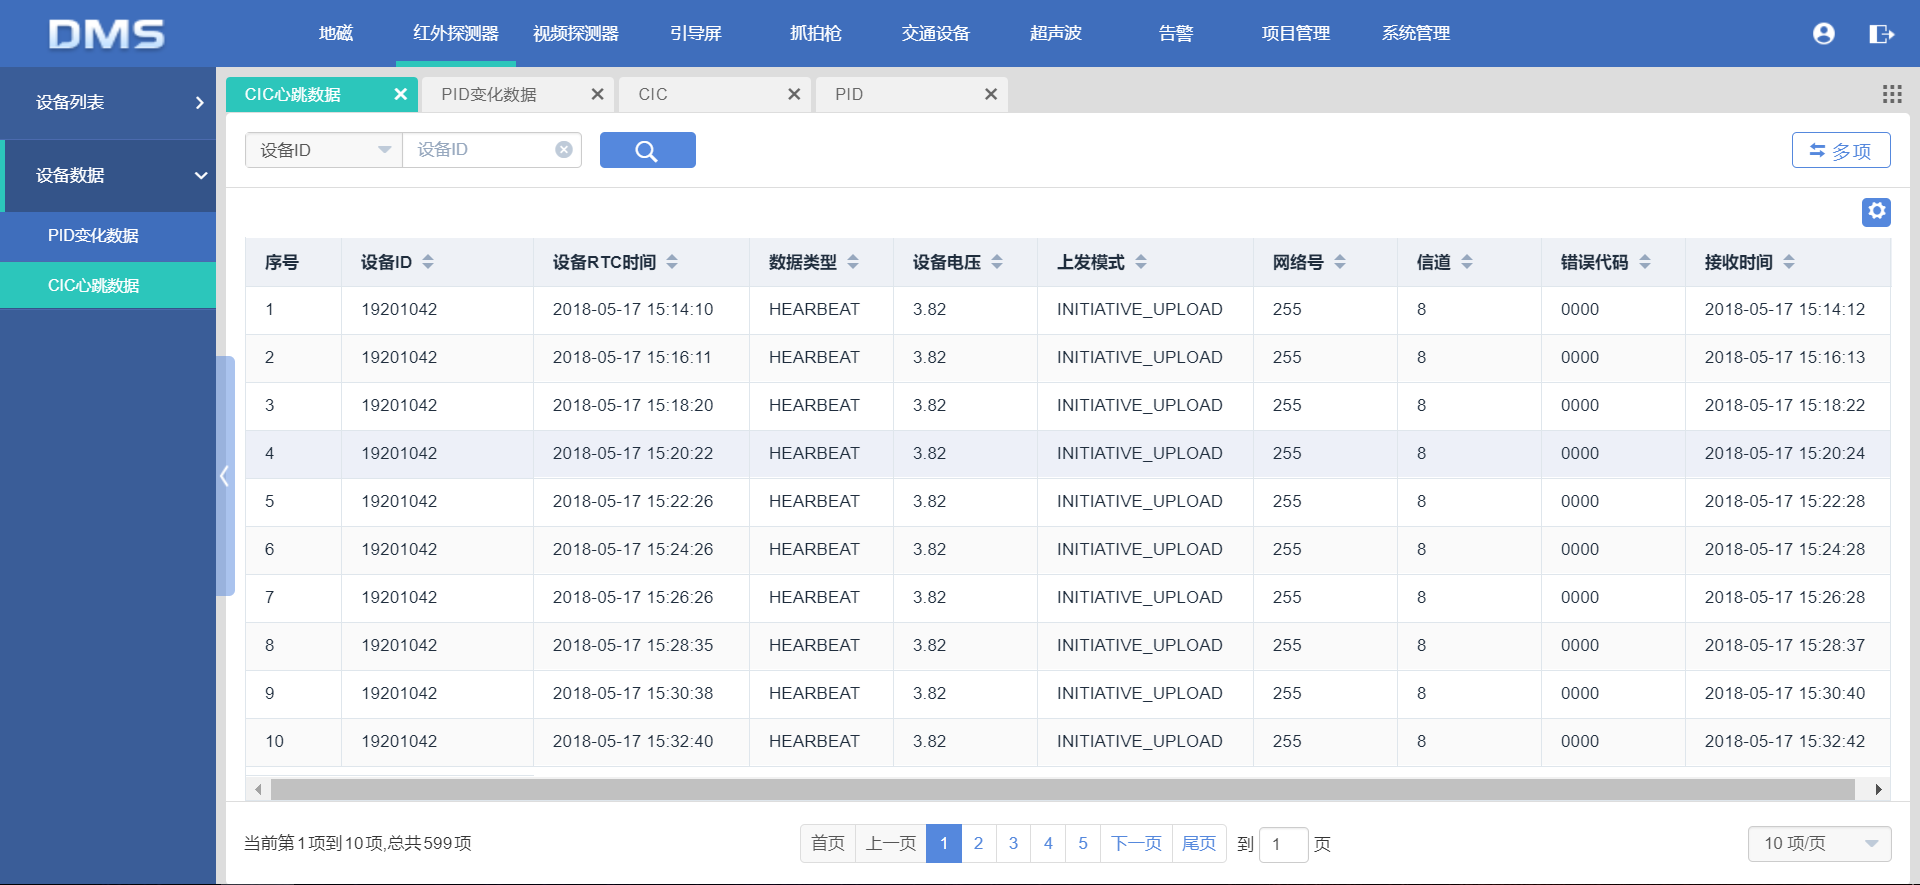 DMS 地磁 红外探测器 视频探测器 引导屏 抓拍枪 交通设备 超声波 告警 项目管理 系统管理
设备列表
设备数据
PID变化数据
CIC心跳数据
CIC心跳数据 PID变化数据 CIC PID
设备ID 设备ID 多项
序号 设备ID 设备RTC时间 数据类型 设备电压 上发模式 网络号 信道 错误代码 接收时间
1 19201042 2018-05-17 15:14:10 HEARBEAT 3.82 INITIATIVE_UPLOAD 255 8 0000 2018-05-17 15:14:12
2 19201042 2018-05-17 15:16:11 HEARBEAT 3.82 INITIATIVE_UPLOAD 255 8 0000 2018-05-17 15:16:13
3 19201042 2018-05-17 15:18:20 HEARBEAT 3.82 INITIATIVE_UPLOAD 255 8 0000 2018-05-17 15:18:22
4 19201042 2018-05-17 15:20:22 HEARBEAT 3.82 INITIATIVE_UPLOAD 255 8 0000 2018-05-17 15:20:24
5 19201042 2018-05-17 15:22:26 HEARBEAT 3.82 INITIATIVE_UPLOAD 255 8 0000 2018-05-17 15:22:28
6 19201042 2018-05-17 15:24:26 HEARBEAT 3.82 INITIATIVE_UPLOAD 255 8 0000 2018-05-17 15:24:28
7 19201042 2018-05-17 15:26:26 HEARBEAT 3.82 INITIATIVE_UPLOAD 255 8 0000 2018-05-17 15:26:28
8 19201042 2018-05-17 15:28:35 HEARBEAT 3.82 INITIATIVE_UPLOAD 255 8 0000 2018-05-17 15:28:37
9 19201042 2018-05-17 15:30:38 HEARBEAT 3.82 INITIATIVE_UPLOAD 255 8 0000 2018-05-17 15:30:40
10 19201042 2018-05-17 15:32:40 HEARBEAT 3.82 INITIATIVE_UPLOAD 255 8 0000 2018-05-17 15:32:42
当前第1项到10项,总共599项 首页 上一页 1 2 3 4 5 下一页 尾页 到 1 页 10 项/页